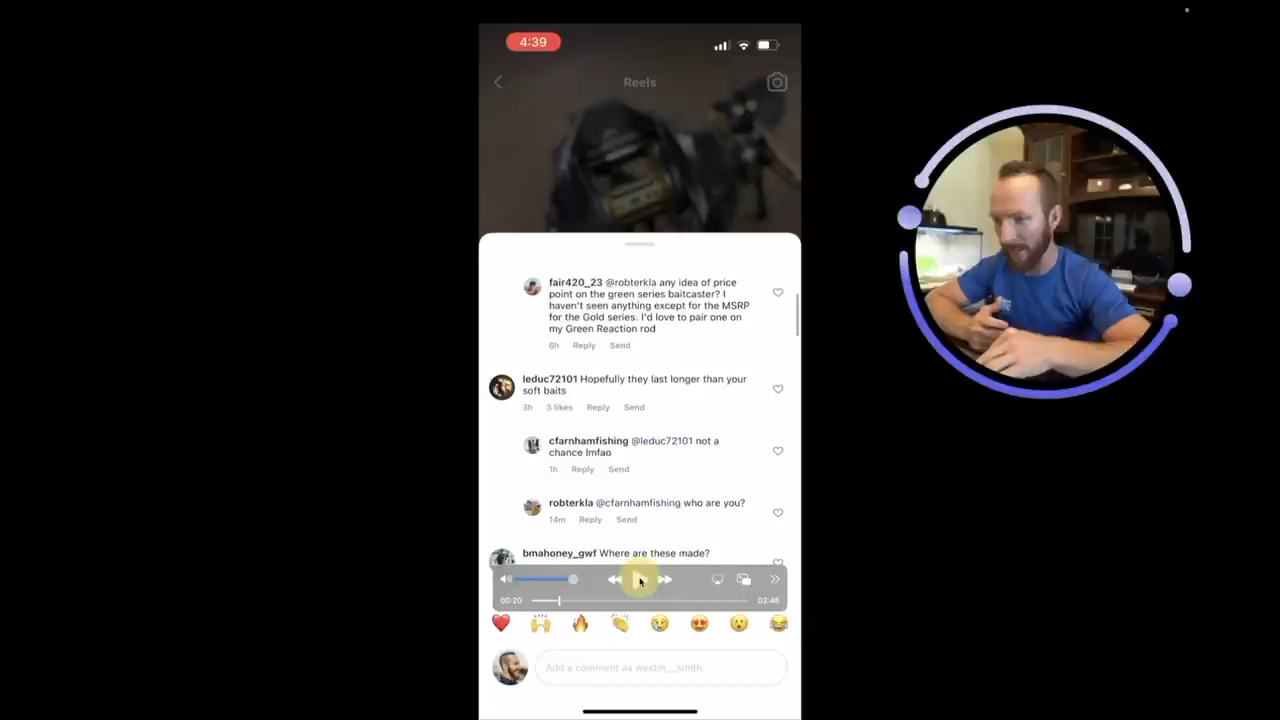 4:39
Reels
fair420_23 @robterkla any idea of price
point on the green series baitcaster? I
haven't seen anything except for the MSRP
for the Gold series. I'd love to pair one on
my Green Reaction rod
6h Reply Send
leduc72101 Hopefully they last longer than your
soft baits
3h 3 likes Reply Send
cfarnhamfishing @leduc72101 not a
chance lmfao
1h Reply Send
robterkla @cfarnhamfishing who are you?
14m Reply Send
bmahoney_gwf Where are these made?
00:20 02:46
Add a comment as westin__smith...